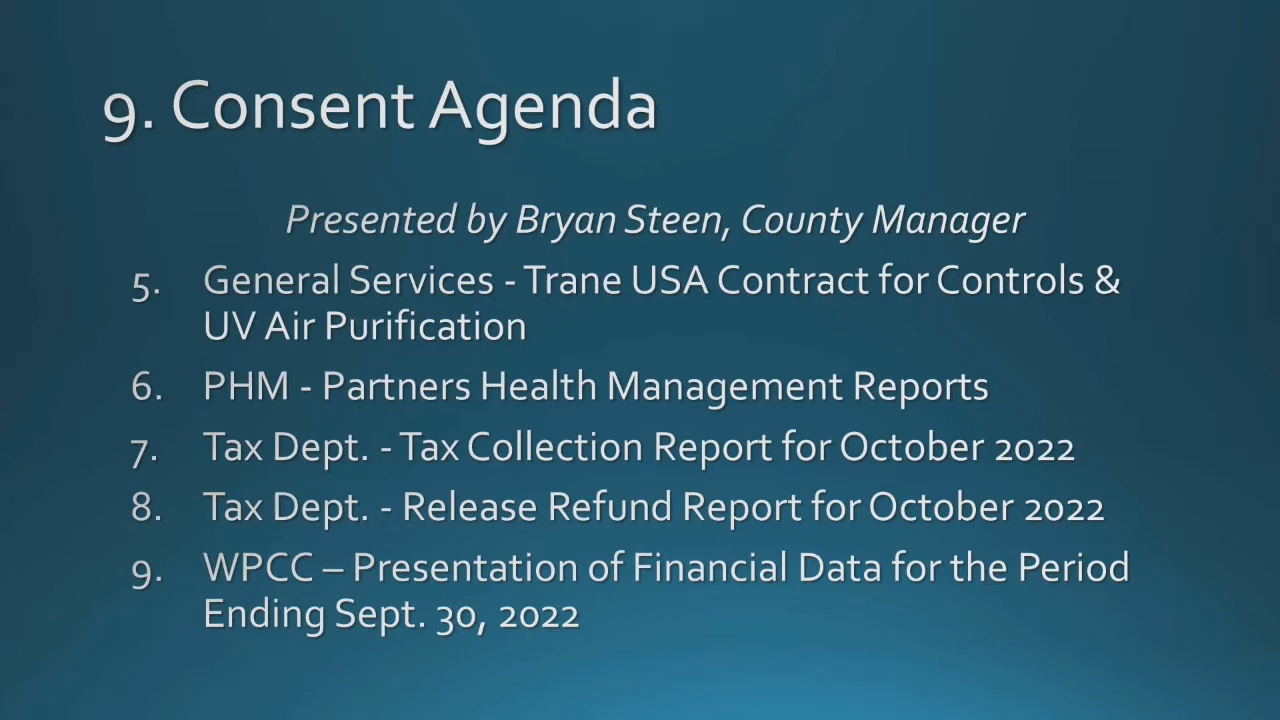 9. Consent Agenda
Presented by Bryan Steen, County Manager
5. General Services - Trane USA Contract for Controls &
UV Air Purification
6. PHM - Partners Health Management Reports
7. Tax Dept. - Tax Collection Report for October 2022
8. Tax Dept. - Release Refund Report for October 2022
9. WPCC – Presentation of Financial Data for the Period
Ending Sept. 30, 2022